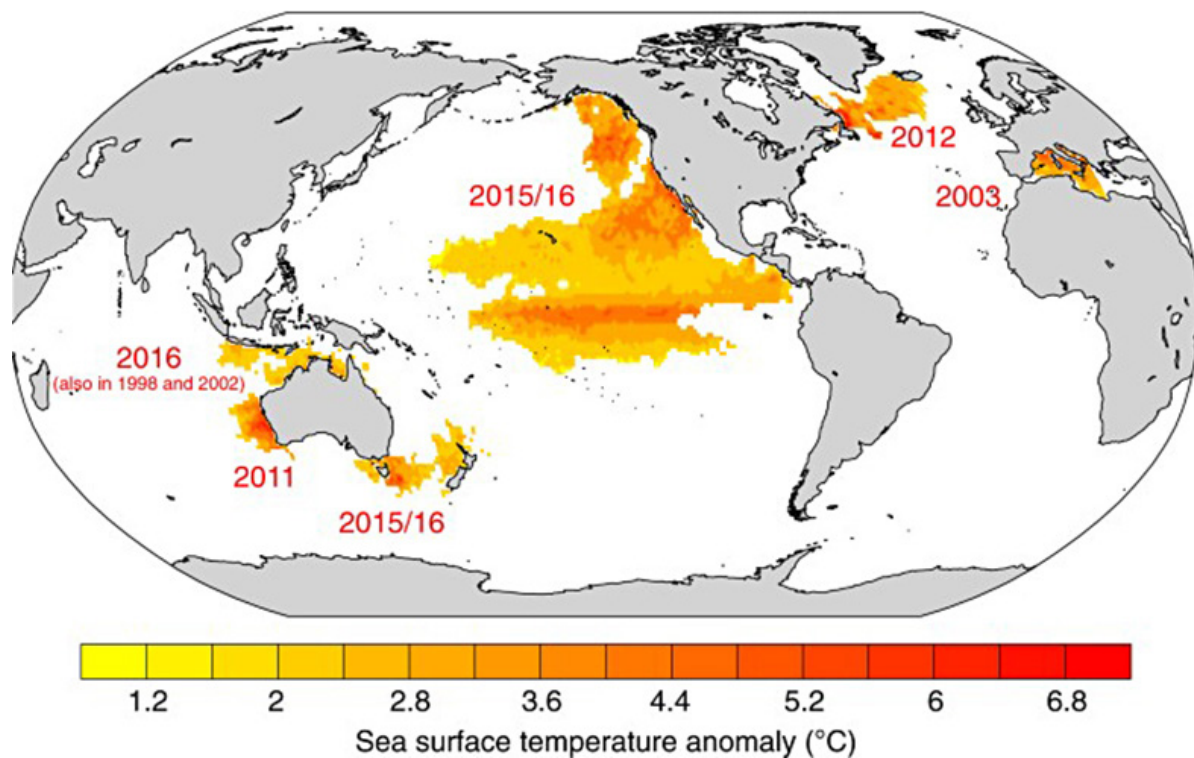 2012
2015/16
2003
2016
(also in 1998 and 2002)
2011
2015/16
1.2 2 2.8 3.6 4.4 5.2 6 6.8
Sea surface temperature anomaly (°C)